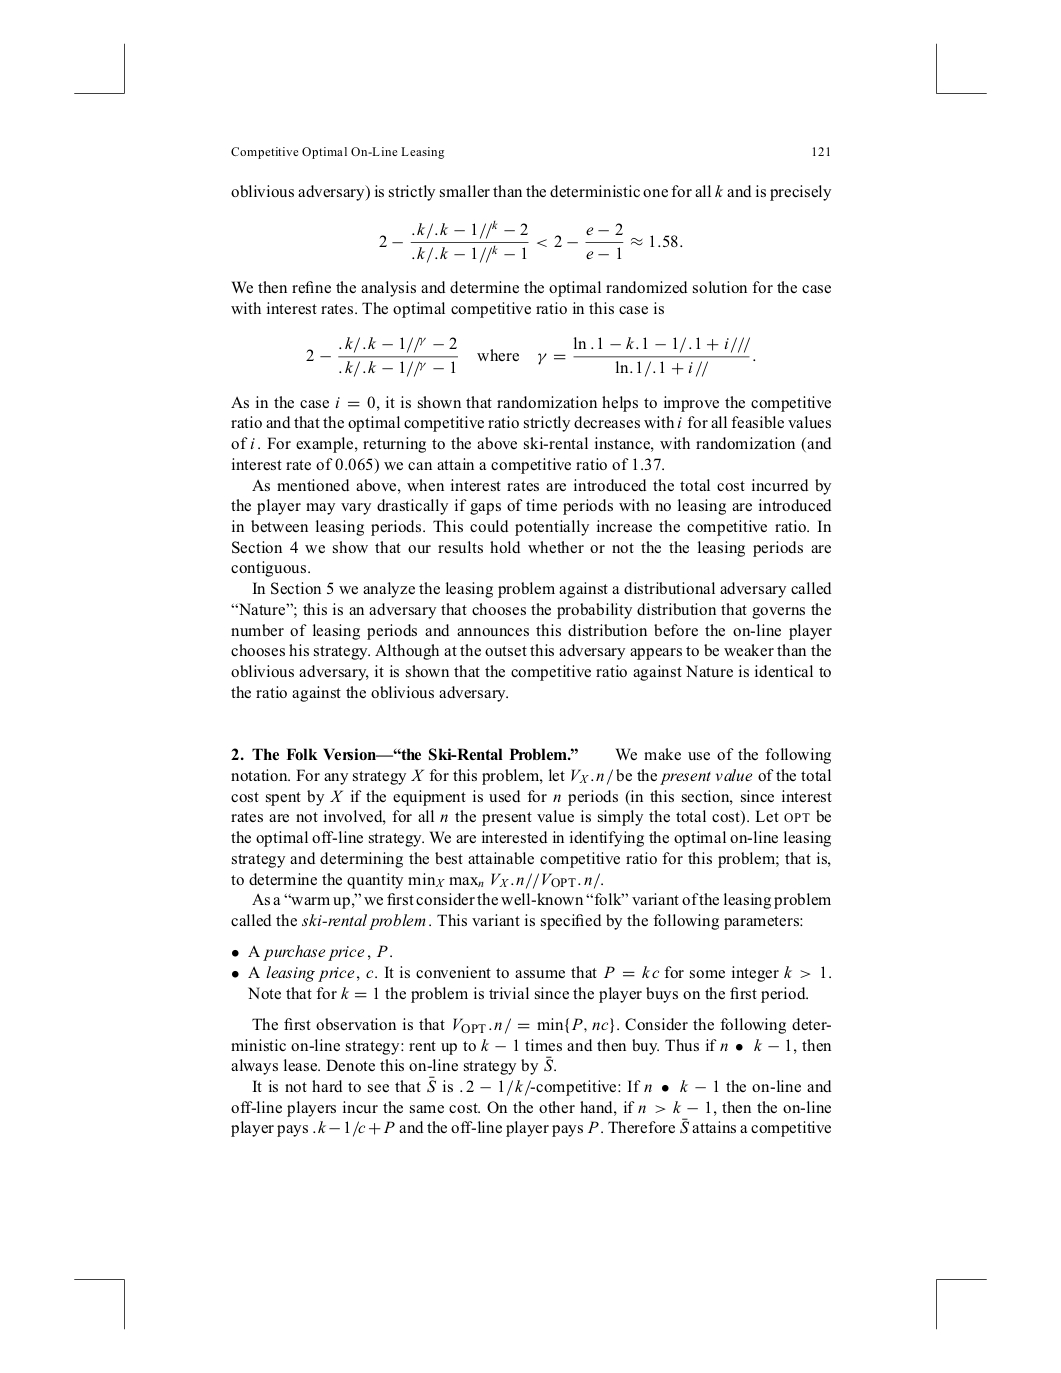 Competitive Optimal On-Line Leasing 121
oblivious adversary) is strictly smaller than the deterministic one for all k and is precisely
2 − .k/.k − 1//^k − 2 / .k/.k − 1//^k − 1 < 2 − e − 2 / e − 1 ≈ 1.58.
We then refine the analysis and determine the optimal randomized solution for the case
with interest rates. The optimal competitive ratio in this case is
2 − .k/.k − 1//^γ − 2 / .k/.k − 1//^γ − 1 where γ = ln .1 − k.1 − 1/.1 + i/// / ln.1/.1 + i// .
As in the case i = 0, it is shown that randomization helps to improve the competitive
ratio and that the optimal competitive ratio strictly decreases with i for all feasible values
of i. For example, returning to the above ski-rental instance, with randomization (and
interest rate of 0.065) we can attain a competitive ratio of 1.37.
As mentioned above, when interest rates are introduced the total cost incurred by
the player may vary drastically if gaps of time periods with no leasing are introduced
in between leasing periods. This could potentially increase the competitive ratio. In
Section 4 we show that our results hold whether or not the the leasing periods are
contiguous.
In Section 5 we analyze the leasing problem against a distributional adversary called
“Nature”; this is an adversary that chooses the probability distribution that governs the
number of leasing periods and announces this distribution before the on-line player
chooses his strategy. Although at the outset this adversary appears to be weaker than the
oblivious adversary, it is shown that the competitive ratio against Nature is identical to
the ratio against the oblivious adversary.
2. The Folk Version—“the Ski-Rental Problem.” We make use of the following
notation. For any strategy X for this problem, let V_X.n/ be the present value of the total
cost spent by X if the equipment is used for n periods (in this section, since interest
rates are not involved, for all n the present value is simply the total cost). Let OPT be
the optimal off-line strategy. We are interested in identifying the optimal on-line leasing
strategy and determining the best attainable competitive ratio for this problem; that is,
to determine the quantity min_X max_n V_X.n//V_OPT.n/.
As a “warm up,” we first consider the well-known “folk” variant of the leasing problem
called the ski-rental problem. This variant is specified by the following parameters:
• A purchase price, P.
• A leasing price, c. It is convenient to assume that P = kc for some integer k > 1.
Note that for k = 1 the problem is trivial since the player buys on the first period.
The first observation is that V_OPT.n/ = min{P, nc}. Consider the following deter-
ministic on-line strategy: rent up to k − 1 times and then buy. Thus if n • k − 1, then
always lease. Denote this on-line strategy by S̄.
It is not hard to see that S̄ is .2 − 1/k/-competitive: If n • k − 1 the on-line and
off-line players incur the same cost. On the other hand, if n > k − 1, then the on-line
player pays .k−1/c+P and the off-line player pays P. Therefore S̄ attains a competitive